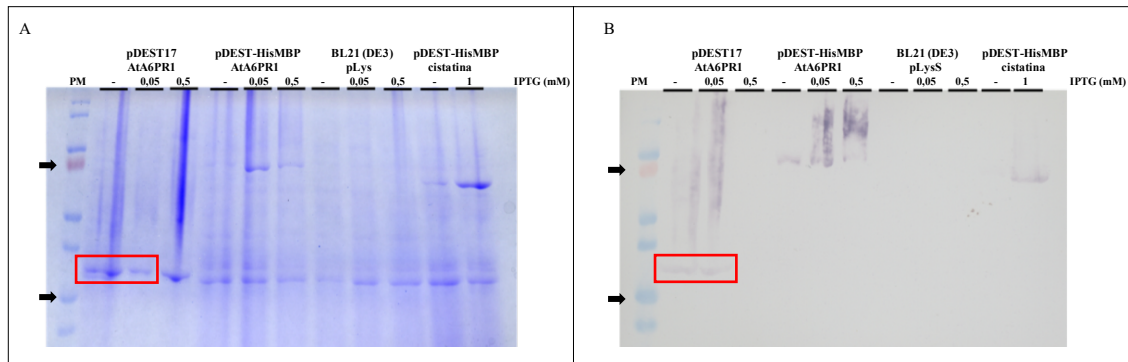 A
pDEST17 pDEST-HisMBP BL21 (DE3) pDEST-HisMBP
AtA6PR1 AtA6PR1 pLys cistatina
PM - 0,05 0,5 - 0,05 0,5 - 0,05 0,5 - 1 IPTG (mM)
B
pDEST17 pDEST-HisMBP BL21 (DE3) pDEST-HisMBP
AtA6PR1 AtA6PR1 pLysS cistatina
PM - 0,05 0,5 - 0,05 0,5 - 0,05 0,5 - 1 IPTG (mM)